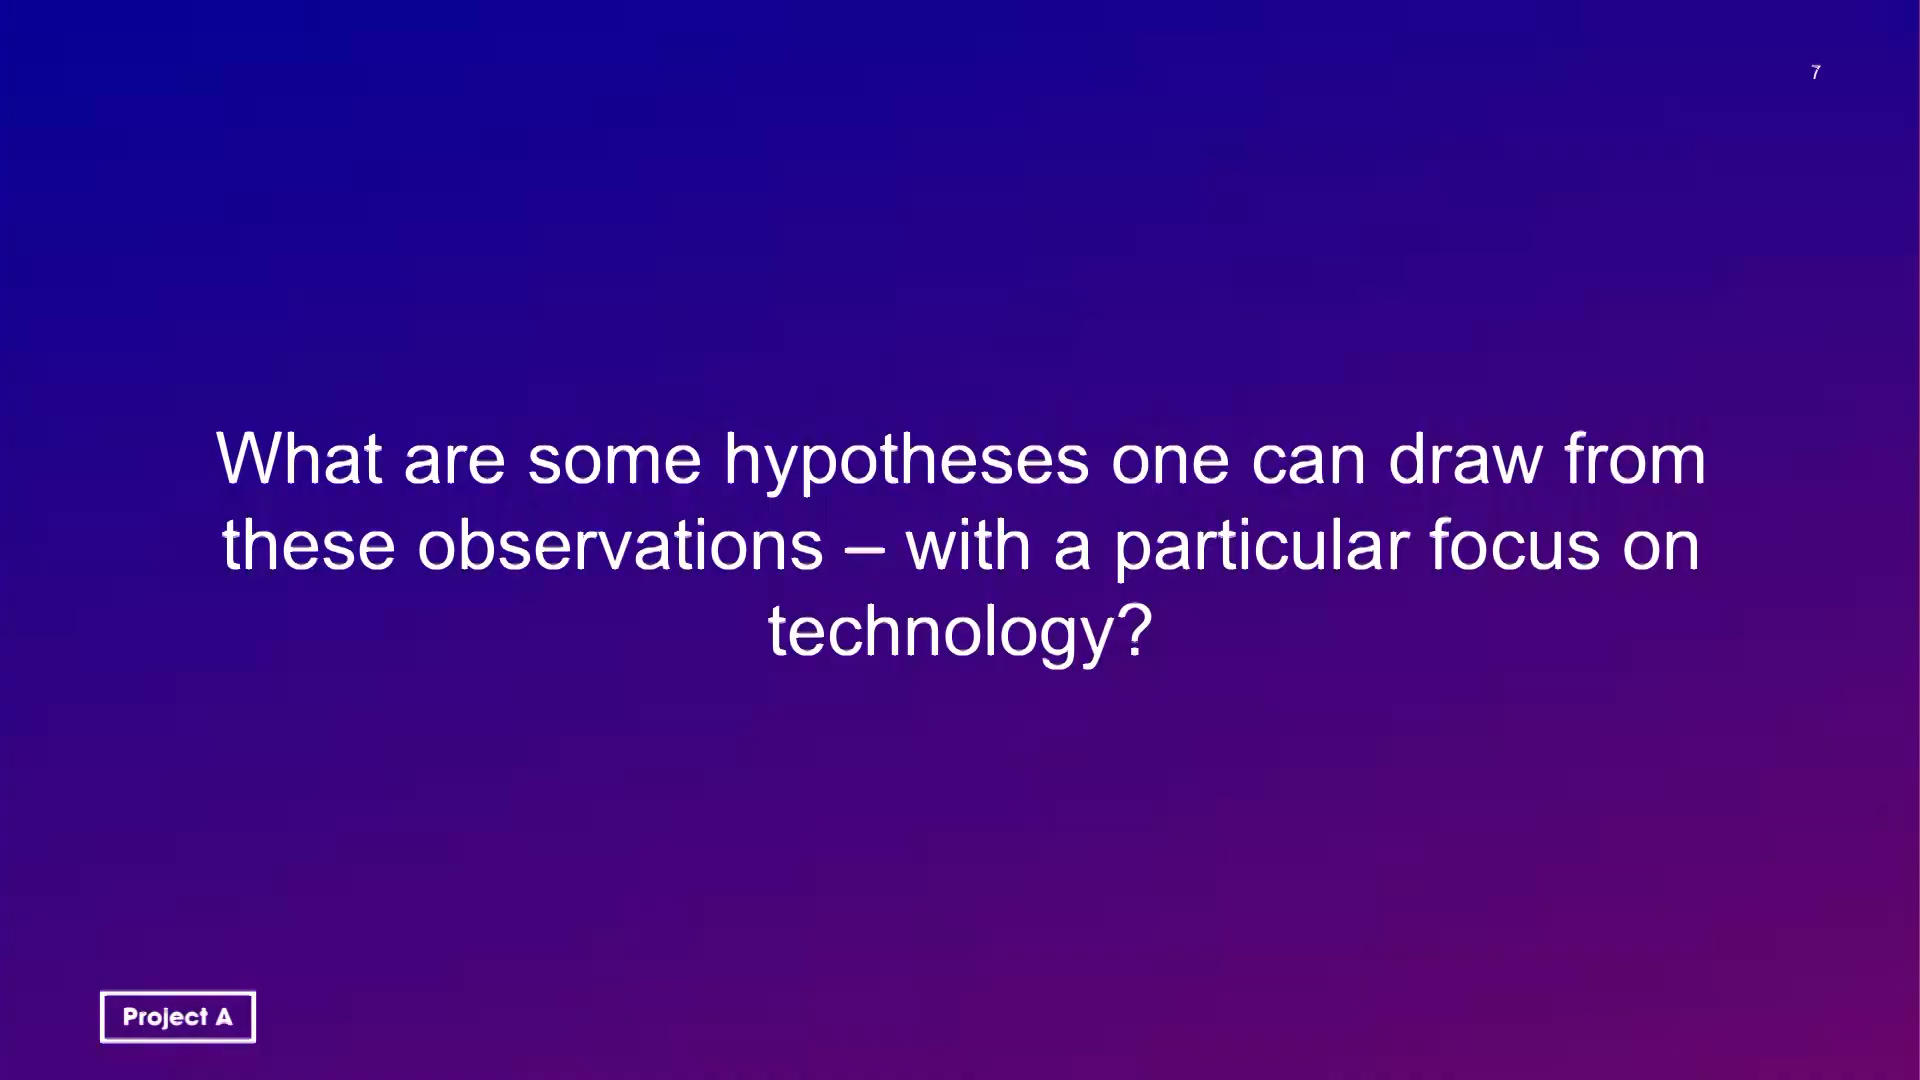 7
What are some hypotheses one can draw from
these observations – with a particular focus on
technology?
Project A